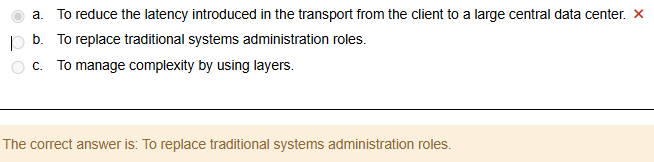 a. To reduce the latency introduced in the transport from the client to a large central data center. ×
b. To replace traditional systems administration roles.
c. To manage complexity by using layers.
The correct answer is: To replace traditional systems administration roles.